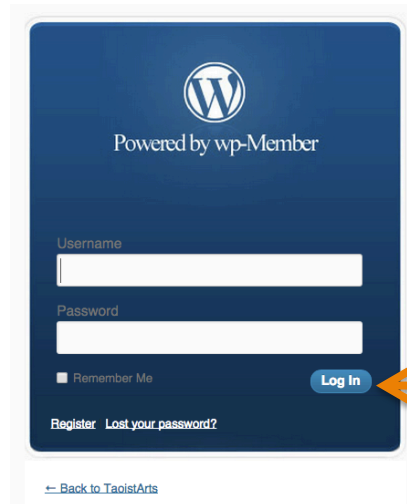 Powered by wp-Member
Username
Password
Remember Me
Log In
Register Lost your password?
← Back to TaoistArts